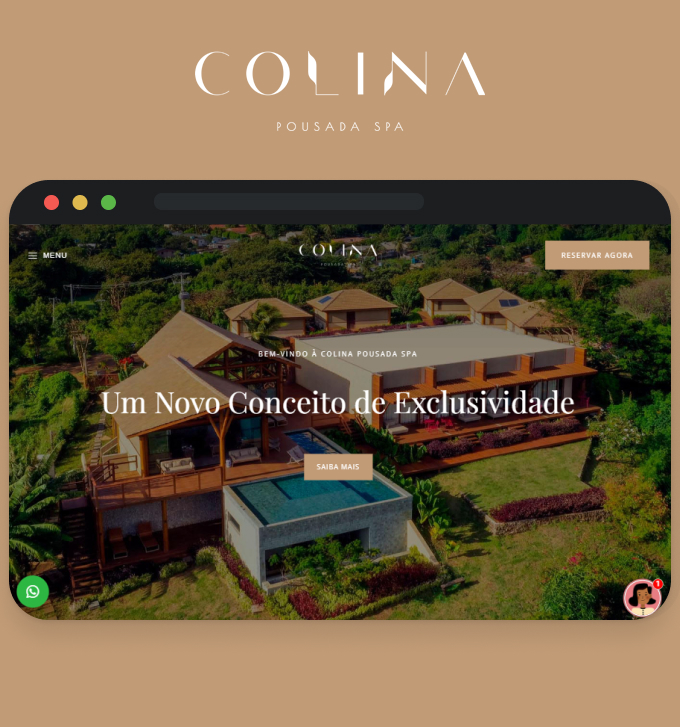 COLINA
POUSADA SPA
MENU
COLINA
RESERVAR AGORA
BEM-VINDO À COLINA POUSADA SPA
Um Novo Conceito de Exclusividade
SAIBA MAIS
1